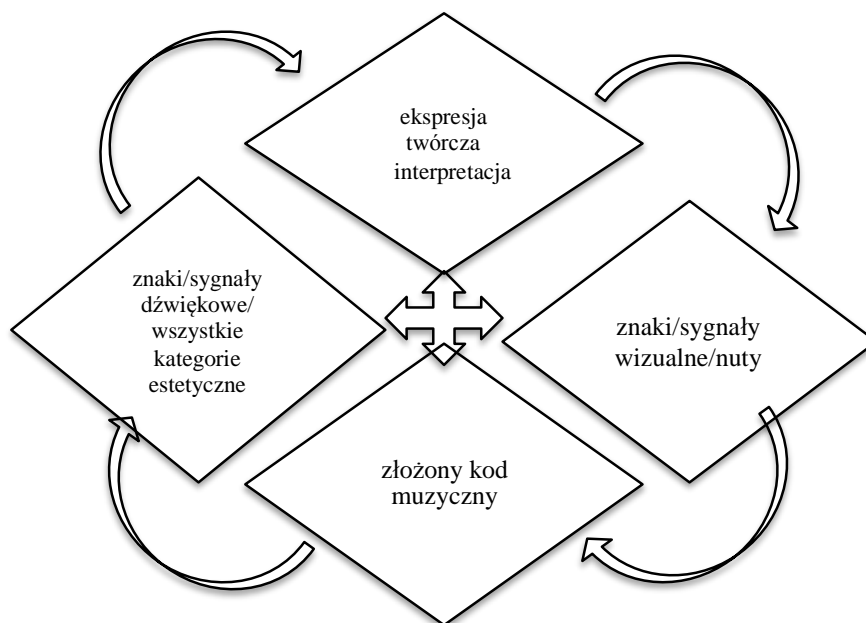 ekspresja
twórcza
interpretacja
znaki/sygnały
dźwiękowe/
wszystkie
kategorie
estetyczne
znaki/sygnały
wizualne/nuty
złożony kod
muzyczny